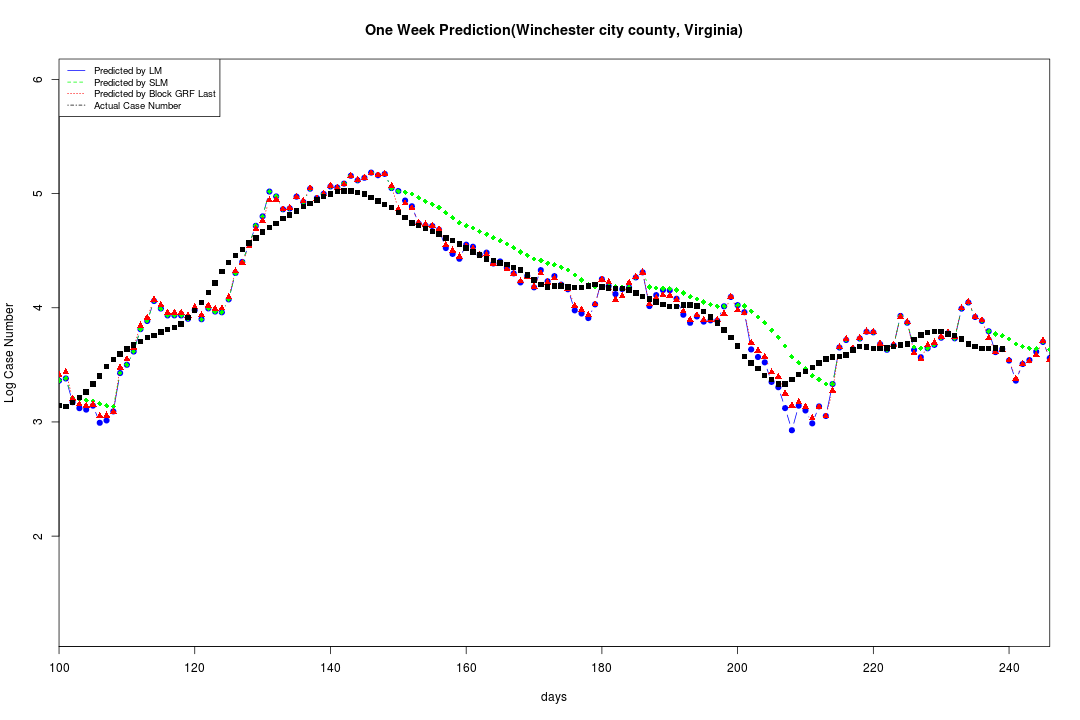 One Week Prediction(Winchester city county, Virginia)
Predicted by LM
Predicted by SLM
Predicted by Block GRF Last
Actual Case Number
6
5
4
3
2
Log Case Number
100 120 140 160 180 200 220 240
days